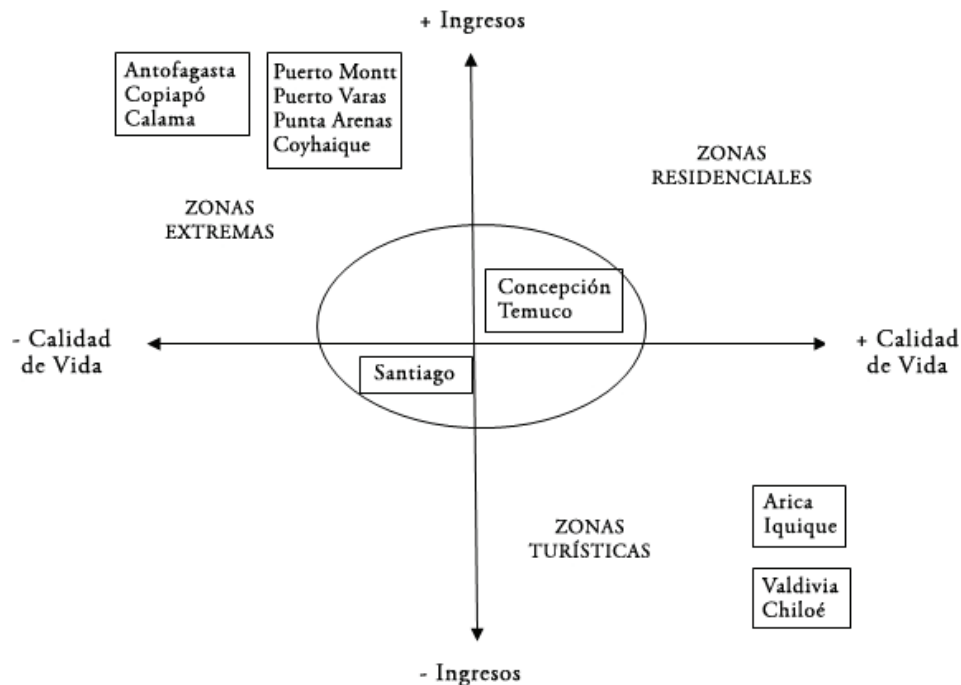 + Ingresos
Antofagasta
Copiapó
Calama
Puerto Montt
Puerto Varas
Punta Arenas
Coyhaique
ZONAS
RESIDENCIALES
ZONAS
EXTREMAS
Concepción
Temuco
- Calidad
de Vida
+ Calidad
de Vida
Santiago
Arica
Iquique
ZONAS
TURÍSTICAS
Valdivia
Chiloé
- Ingresos